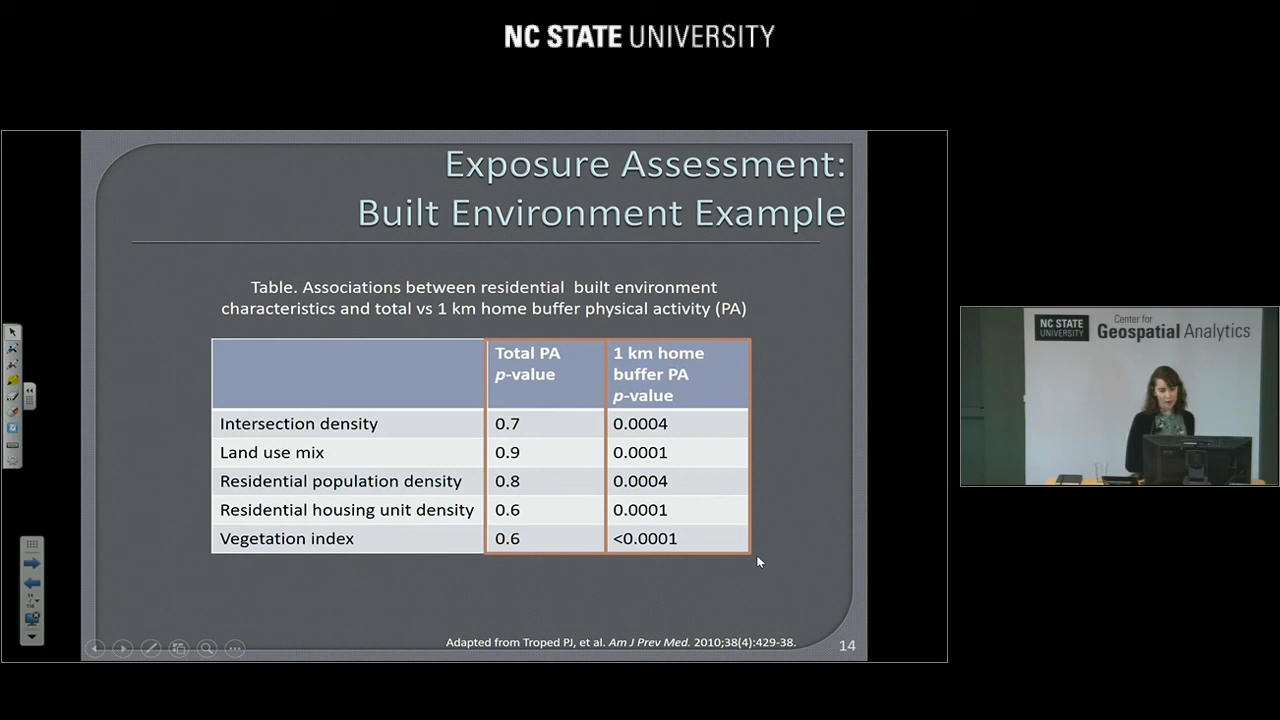 NC STATE UNIVERSITY
Exposure Assessment:
Built Environment Example
Table. Associations between residential built environment
characteristics and total vs 1 km home buffer physical activity (PA)
Total PA
p-value
1 km home
buffer PA
p-value
Intersection density 0.7 0.0004
Land use mix 0.9 0.0001
Residential population density 0.8 0.0004
Residential housing unit density 0.6 0.0001
Vegetation index 0.6 <0.0001
Adapted from Troped PJ, et al. Am J Prev Med. 2010;38(4):429-38.
14
NC STATE
UNIVERSITY
Center for
Geospatial Analytics